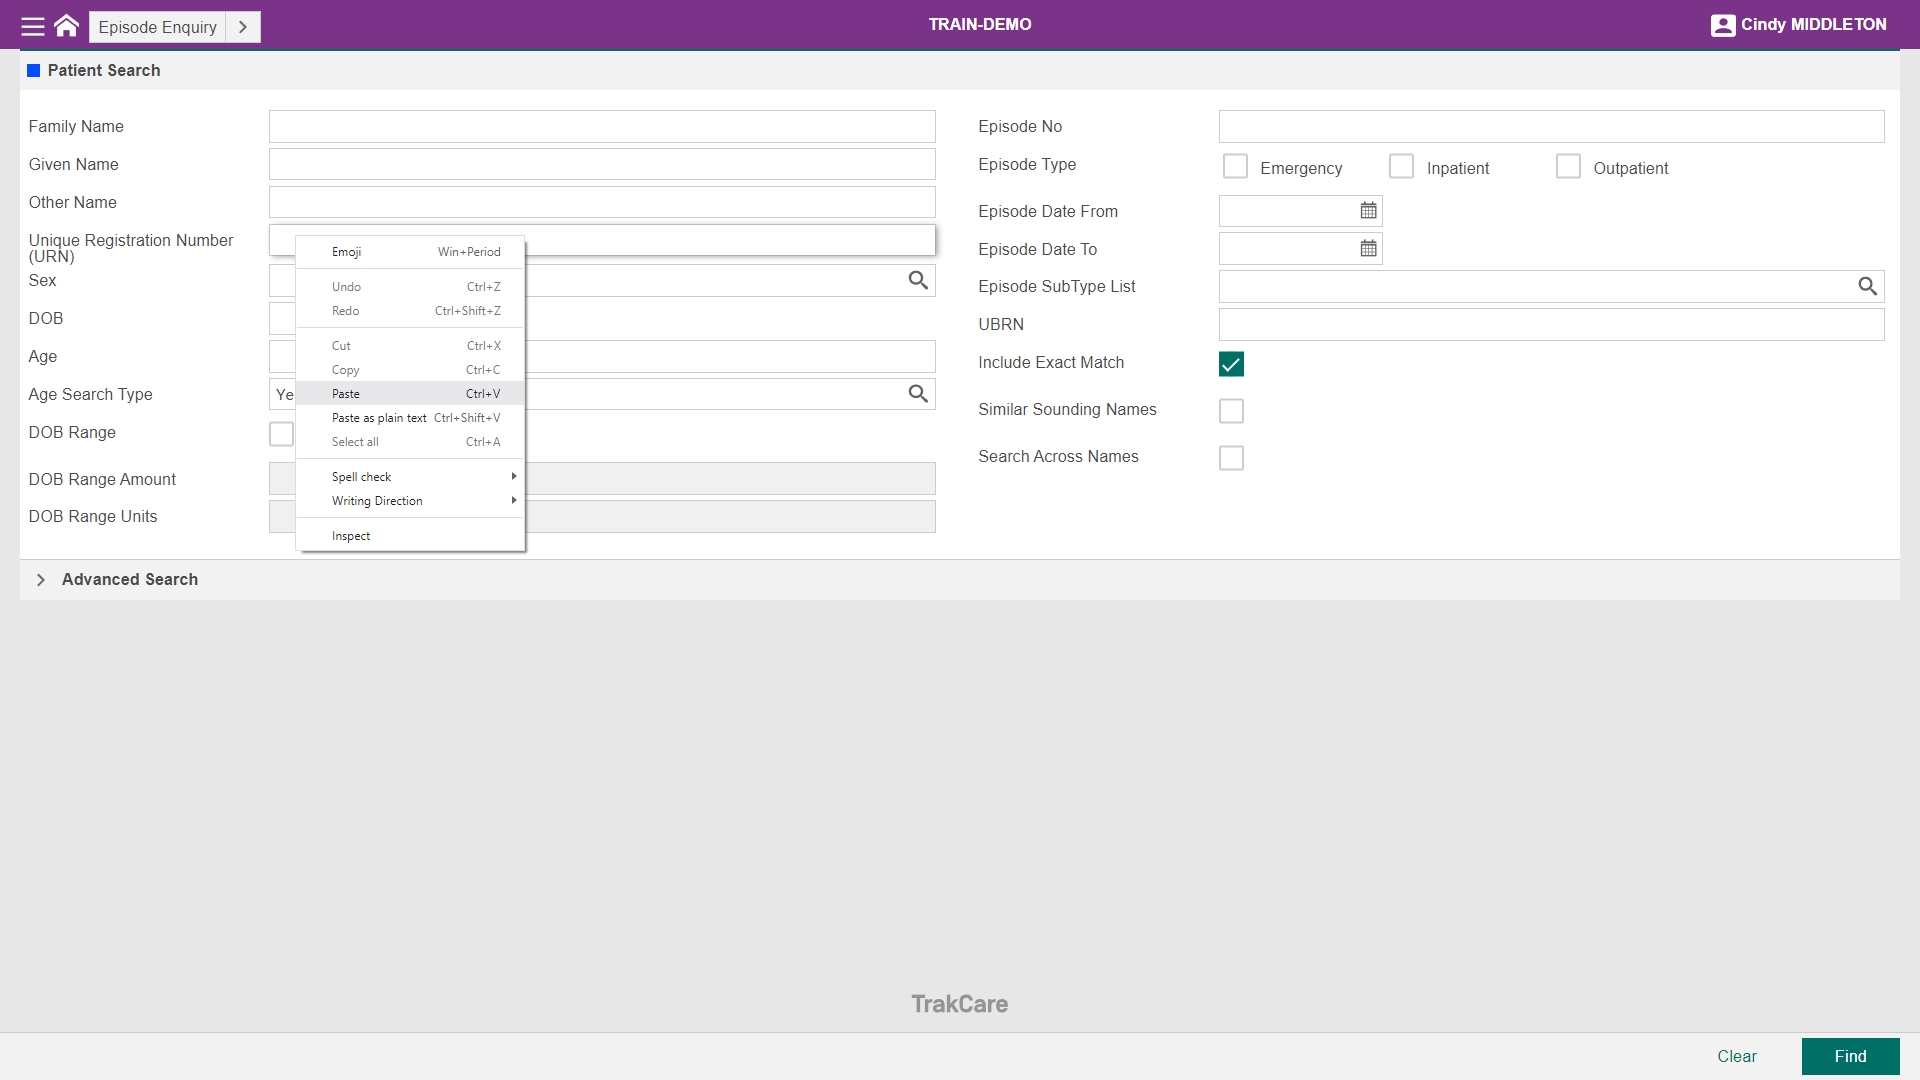 Episode Enquiry
TRAIN-DEMO
Cindy MIDDLETON
Patient Search
Family Name
Given Name
Other Name
Unique Registration Number
(URN)
Sex
DOB
Age
Age Search Type
Ye
DOB Range
DOB Range Amount
DOB Range Units
Emoji Win+Period
Undo Ctrl+Z
Redo Ctrl+Shift+Z
Cut Ctrl+X
Copy Ctrl+C
Paste Ctrl+V
Paste as plain text Ctrl+Shift+V
Select all Ctrl+A
Spell check
Writing Direction
Inspect
Episode No
Episode Type
Emergency Inpatient Outpatient
Episode Date From
Episode Date To
Episode SubType List
UBRN
Include Exact Match
Similar Sounding Names
Search Across Names
Advanced Search
TrakCare
Clear Find